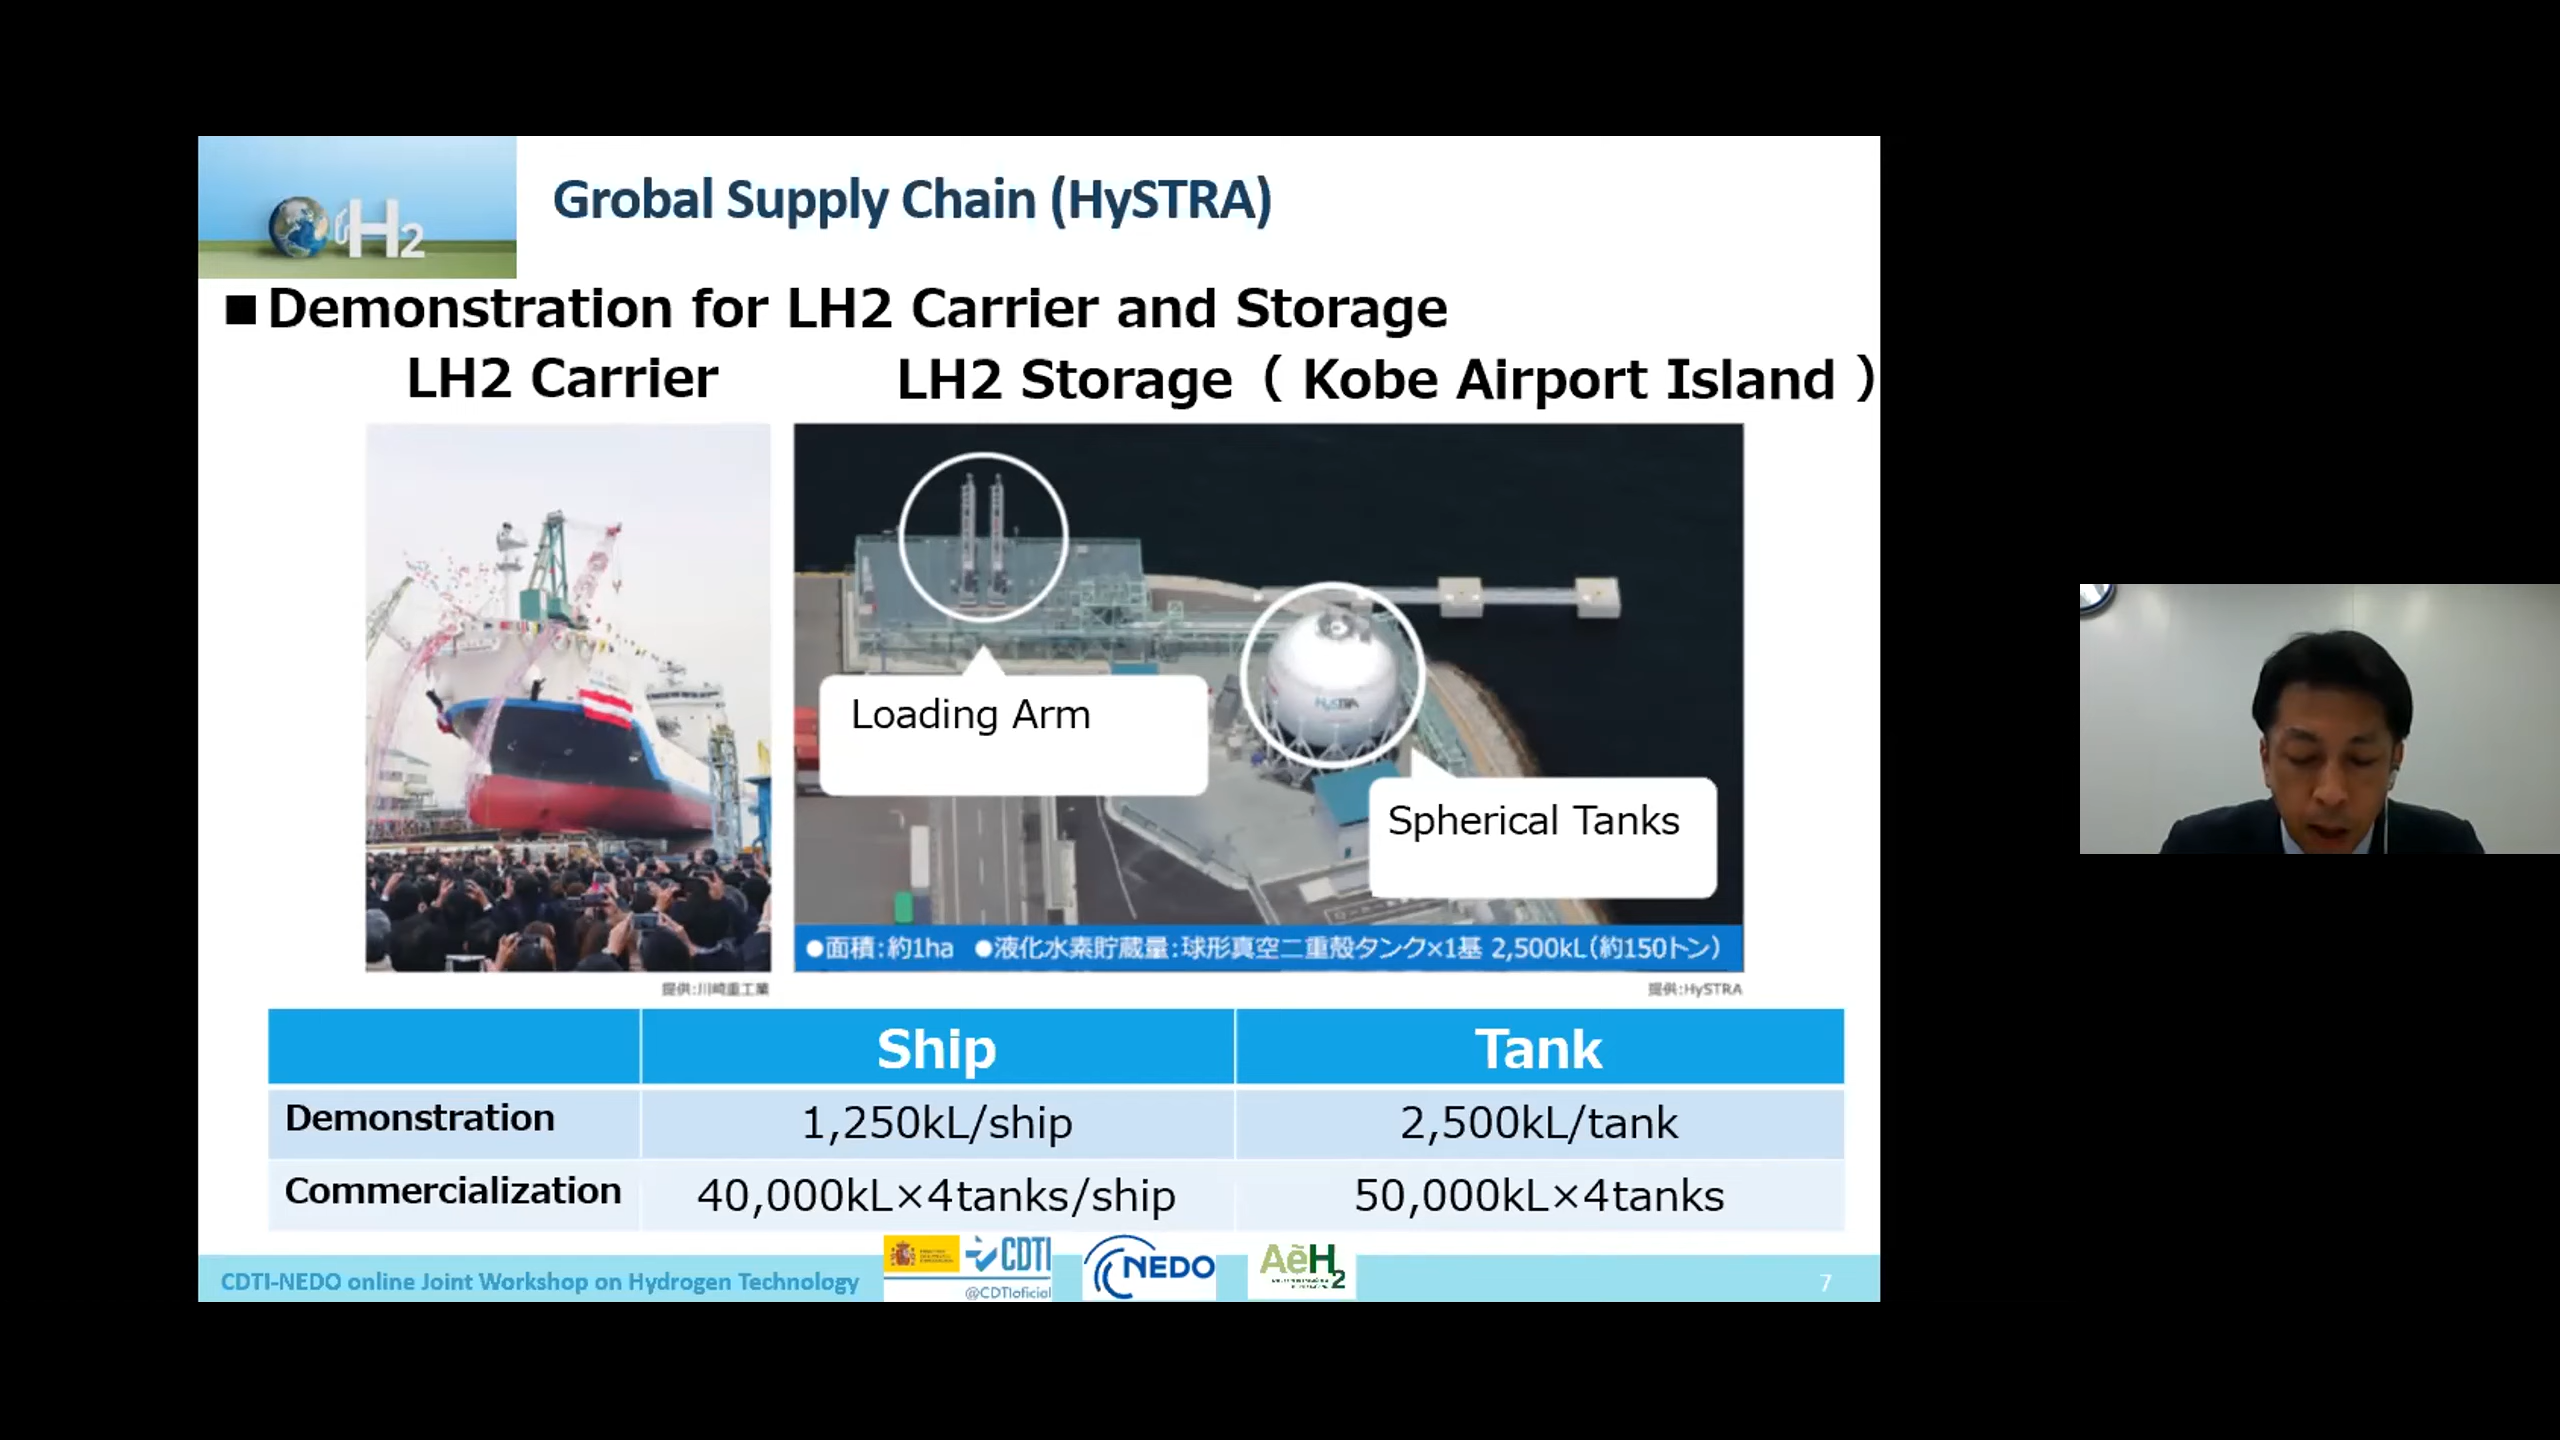 H2
Grobal Supply Chain (HySTRA)
■Demonstration for LH2 Carrier and Storage
LH2 Carrier
LH2 Storage（ Kobe Airport Island ）
Loading Arm
HySTRA
Spherical Tanks
●面積：約1ha ●液化水素貯蔵量：球形真空二重殻タンク×1基 2,500kL（約150トン）
提供：川崎重工業
提供：HySTRA
Ship Tank
Demonstration 1,250kL/ship 2,500kL/tank
Commercialization 40,000kL×4tanks/ship 50,000kL×4tanks
CDTI-NEDO online Joint Workshop on Hydrogen Technology
CDTI
@CDTIoficial
NEDO
AeH2
7